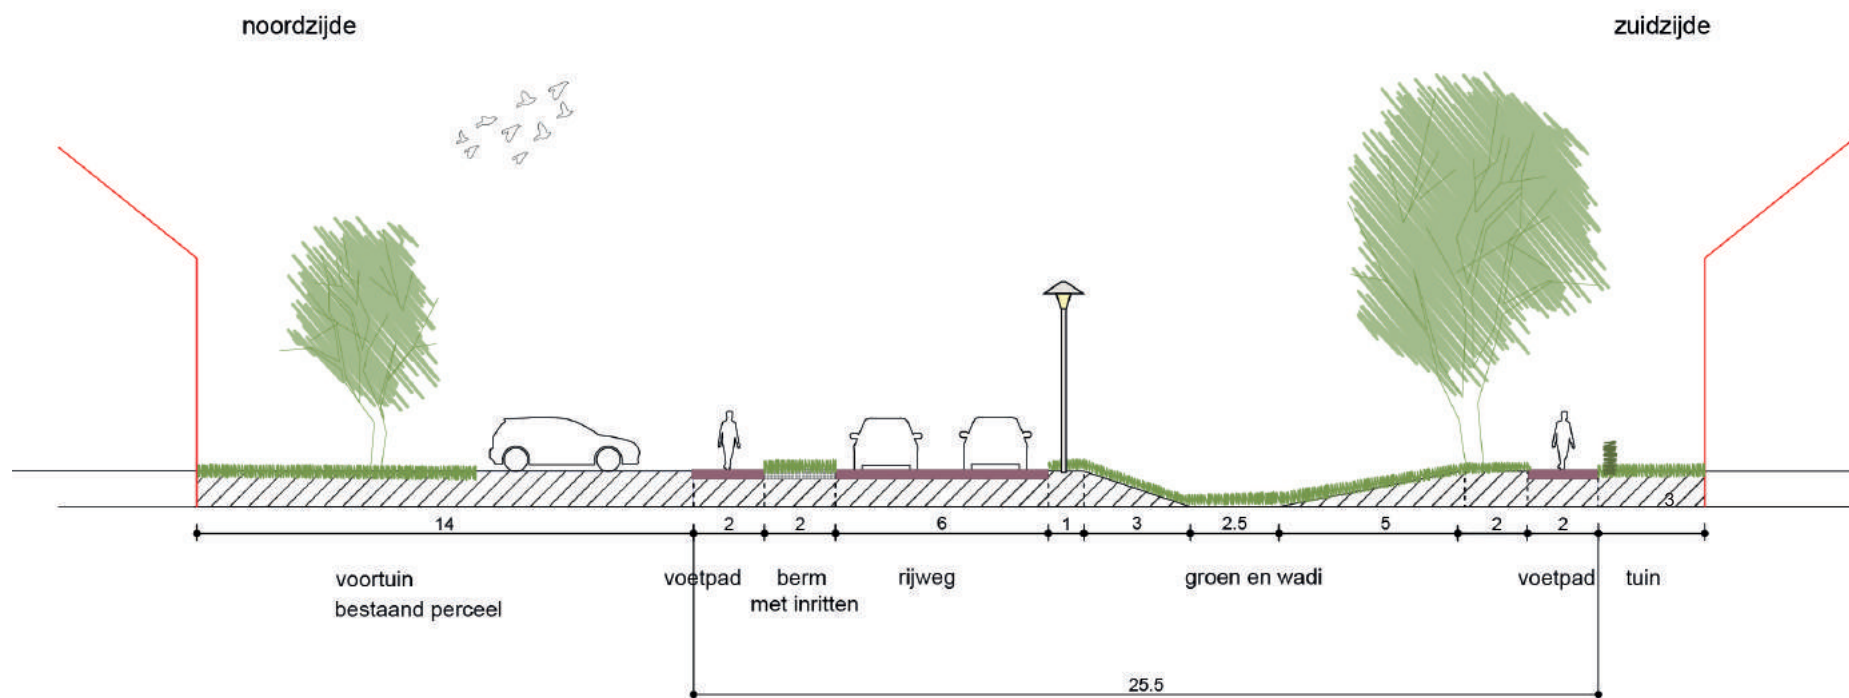 noordzijde
zuidzijde
3
14
2
2
6
1
3
2.5
5
2
2
voortuin
bestaand perceel
voetpad
berm
met inritten
rijweg
groen en wadi
voetpad
tuin
25.5